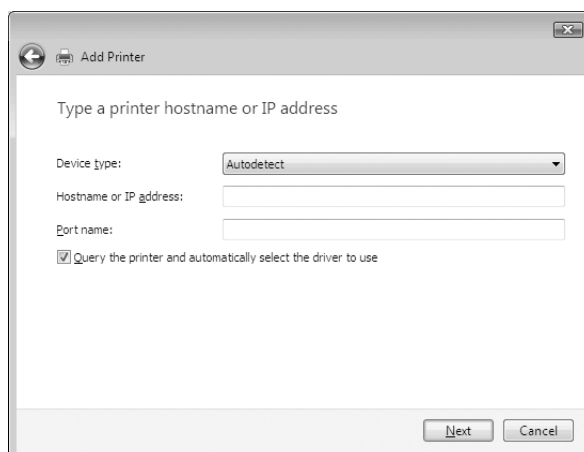 Add Printer
Type a printer hostname or IP address
Device type: Autodetect
Hostname or IP address:
Port name:
Query the printer and automatically select the driver to use
Next Cancel